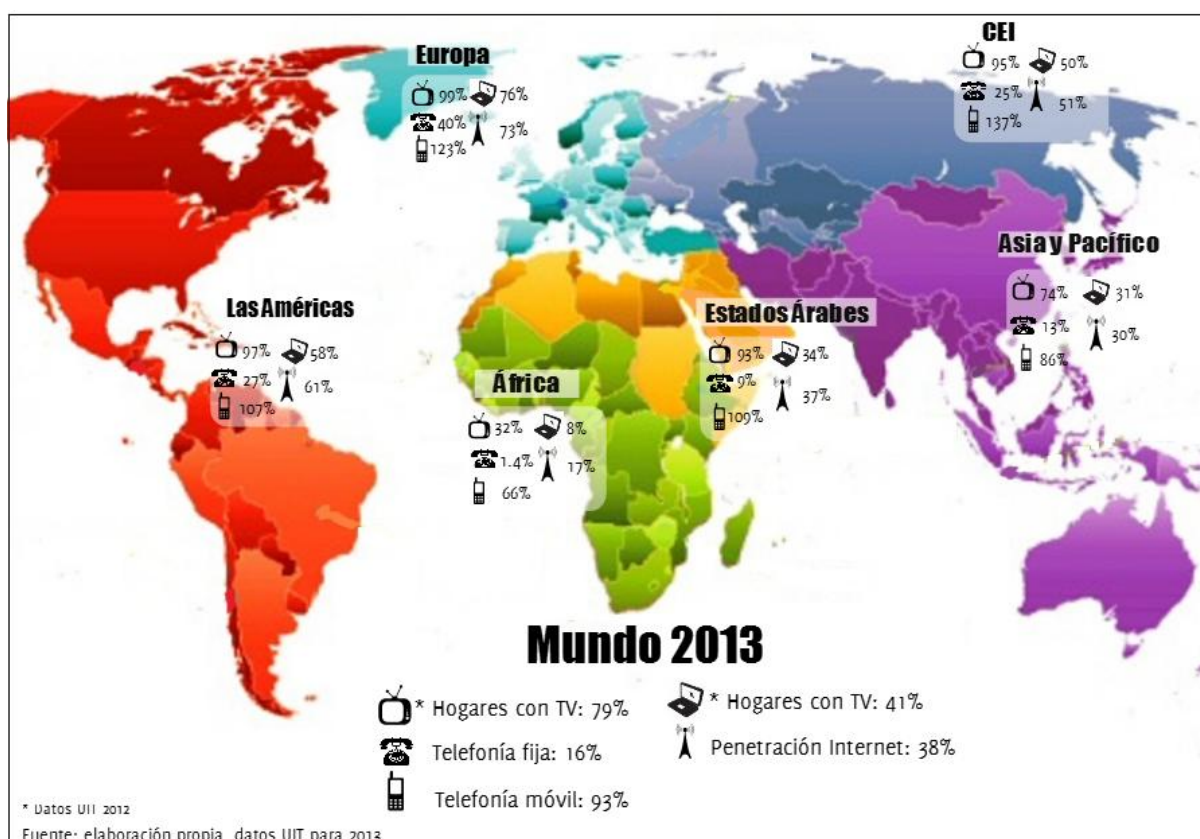 Europa
99% 76%
40% 73%
123%
CEI
95% 50%
25% 51%
137%
Asia y Pacífico
74% 31%
13% 30%
86%
Las Américas
97% 58%
27% 61%
107%
Estados Árabes
93% 34%
9% 37%
109%
África
32% 8%
1.4% 17%
66%
Mundo 2013
* Hogares con TV: 79%
* Hogares con TV: 41%
Telefonía fija: 16%
Penetración Internet: 38%
Telefonía móvil: 93%
* Datos UIT 2012
Fuente: elaboración propia, datos UIT para 2013